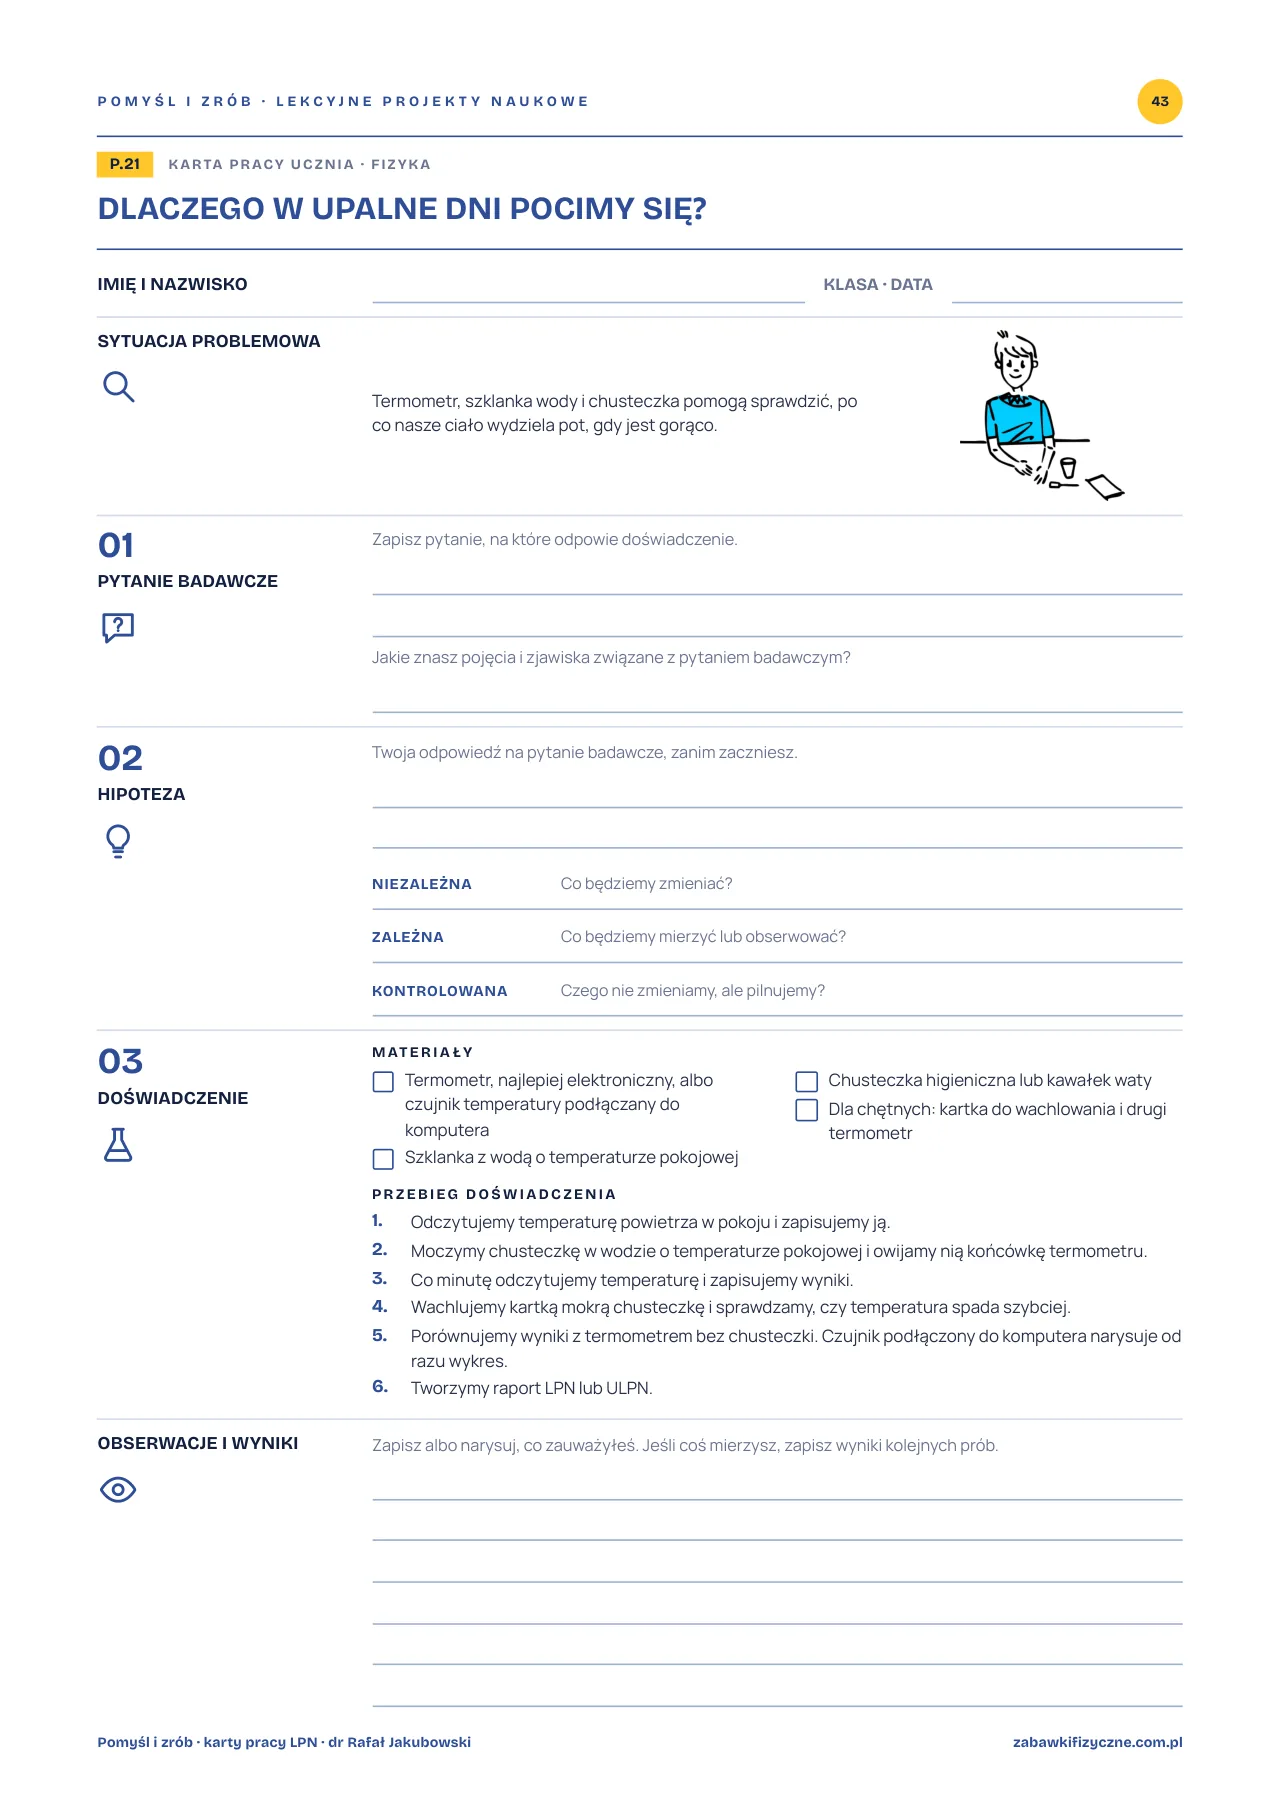 POMYŚL I ZRÓB · LEKCYJNE PROJEKTY NAUKOWE
43
P.21 KARTA PRACY UCZNIA · FIZYKA
DLACZEGO W UPALNE DNI POCIMY SIĘ?
IMIĘ I NAZWISKO
KLASA · DATA
SYTUACJA PROBLEMOWA
Termometr, szklanka wody i chusteczka pomogą sprawdzić, po
co nasze ciało wydziela pot, gdy jest gorąco.
01
PYTANIE BADAWCZE
?
Zapisz pytanie, na które odpowie doświadczenie.
Jakie znasz pojęcia i zjawiska związane z pytaniem badawczym?
02
HIPOTEZA
Twoja odpowiedź na pytanie badawcze, zanim zaczniesz.
NIEZALEŻNA Co będziemy zmieniać?
ZALEŻNA Co będziemy mierzyć lub obserwować?
KONTROLOWANA Czego nie zmieniamy, ale pilnujemy?
03
DOŚWIADCZENIE
MATERIAŁY
Termometr, najlepiej elektroniczny, albo
czujnik temperatury podłączany do
komputera
Szklanka z wodą o temperaturze pokojowej
Chusteczka higieniczna lub kawałek waty
Dla chętnych: kartka do wachlowania i drugi
termometr
PRZEBIEG DOŚWIADCZENIA
1. Odczytujemy temperaturę powietrza w pokoju i zapisujemy ją.
2. Moczymy chusteczkę w wodzie o temperaturze pokojowej i owijamy nią końcówkę termometru.
3. Co minutę odczytujemy temperaturę i zapisujemy wyniki.
4. Wachlujemy kartką mokrą chusteczkę i sprawdzamy, czy temperatura spada szybciej.
5. Porównujemy wyniki z termometrem bez chusteczki. Czujnik podłączony do komputera narysuje od
razu wykres.
6. Tworzymy raport LPN lub ULPN.
OBSERWACJE I WYNIKI
Zapisz albo narysuj, co zauważyłeś. Jeśli coś mierzysz, zapisz wyniki kolejnych prób.
Pomyśl i zrób · karty pracy LPN · dr Rafał Jakubowski
zabawkifizyczne.com.pl